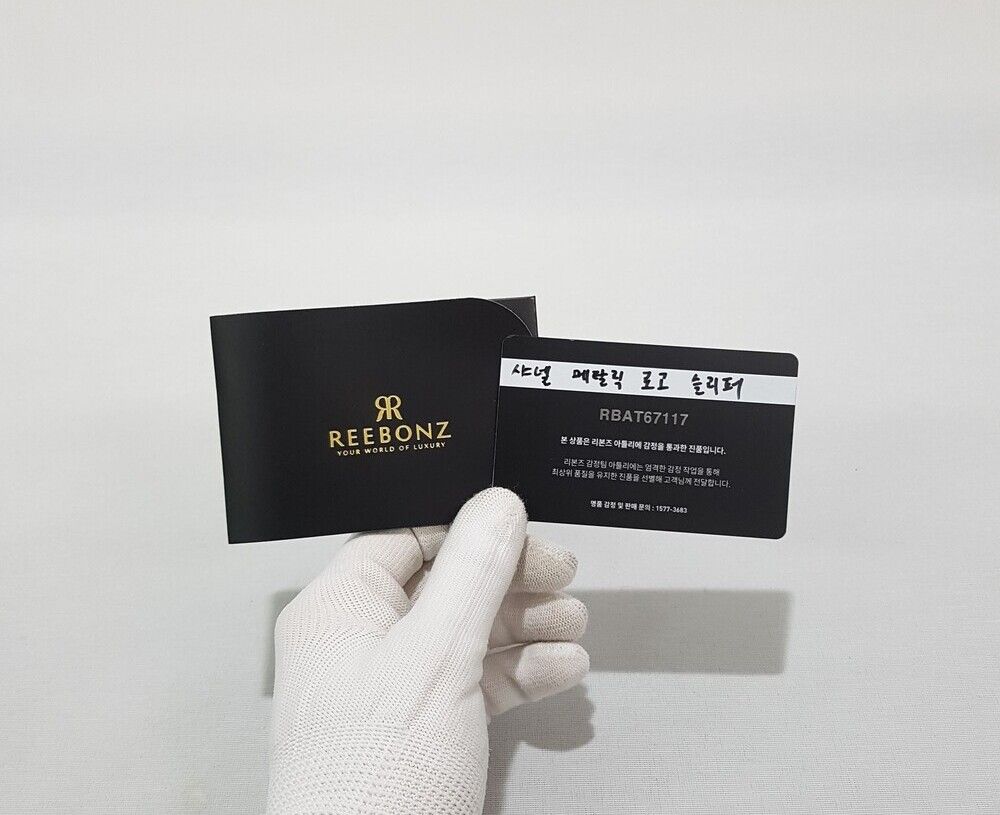 REEBONZ
YOUR WORLD OF LUXURY
샤넬 메탈릭 로고 슬리퍼
RBAT67117
본 상품은 리본즈 아틀리에 감정을 통과한 진품입니다.
리본즈 감정팀 아틀리에는 엄격한 감정 작업을 통해
최상위 품질을 유지한 진품을 선별해 고객님께 전달합니다.
명품 감정 및 판매 문의 : 1577-3683